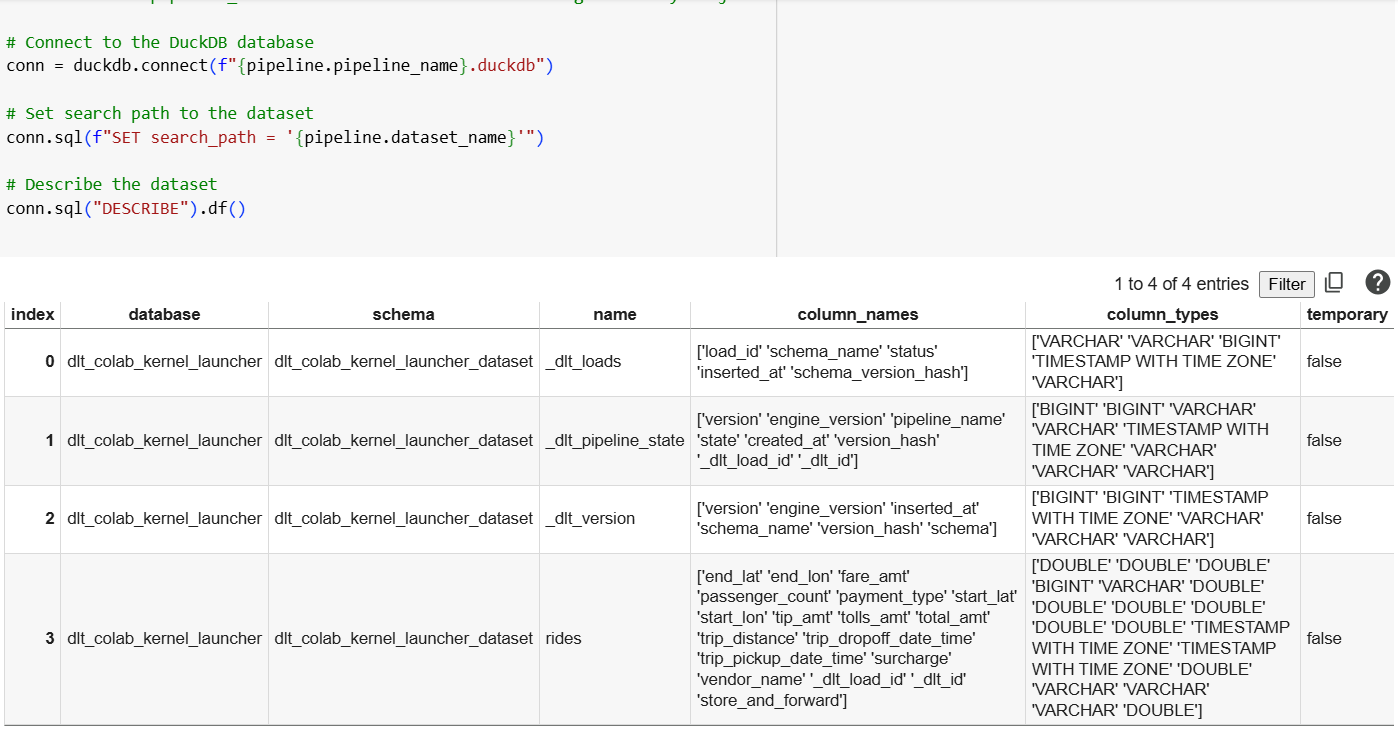 # Connect to the DuckDB database
conn = duckdb.connect(f"{pipeline.pipeline_name}.duckdb")
# Set search path to the dataset
conn.sql(f"SET search_path = '{pipeline.dataset_name}'")
# Describe the dataset
conn.sql("DESCRIBE").df()
1 to 4 of 4 entries Filter
index database schema name column_names column_types temporary
0 dlt_colab_kernel_launcher dlt_colab_kernel_launcher_dataset _dlt_loads
['load_id' 'schema_name' 'status'
'inserted_at' 'schema_version_hash']
['VARCHAR' 'VARCHAR' 'BIGINT'
'TIMESTAMP WITH TIME ZONE'
'VARCHAR']
false
1 dlt_colab_kernel_launcher dlt_colab_kernel_launcher_dataset _dlt_pipeline_state
['version' 'engine_version' 'pipeline_name'
'state' 'created_at' 'version_hash'
'_dlt_load_id' '_dlt_id']
['BIGINT' 'BIGINT' 'VARCHAR'
'VARCHAR' 'TIMESTAMP WITH
TIME ZONE' 'VARCHAR'
'VARCHAR' 'VARCHAR']
false
2 dlt_colab_kernel_launcher dlt_colab_kernel_launcher_dataset _dlt_version
['version' 'engine_version' 'inserted_at'
'schema_name' 'version_hash' 'schema']
['BIGINT' 'BIGINT' 'TIMESTAMP
WITH TIME ZONE' 'VARCHAR'
'VARCHAR' 'VARCHAR']
false
3 dlt_colab_kernel_launcher dlt_colab_kernel_launcher_dataset rides
['end_lat' 'end_lon' 'fare_amt'
'passenger_count' 'payment_type' 'start_lat'
'start_lon' 'tip_amt' 'tolls_amt' 'total_amt'
'trip_distance' 'trip_dropoff_date_time'
'trip_pickup_date_time' 'surcharge'
'vendor_name' '_dlt_load_id' '_dlt_id'
'store_and_forward']
['DOUBLE' 'DOUBLE' 'DOUBLE'
'BIGINT' 'VARCHAR' 'DOUBLE'
'DOUBLE' 'DOUBLE' 'DOUBLE'
'DOUBLE' 'DOUBLE' 'TIMESTAMP
WITH TIME ZONE' 'TIMESTAMP
WITH TIME ZONE' 'DOUBLE'
'VARCHAR' 'VARCHAR'
'VARCHAR' 'DOUBLE']
false